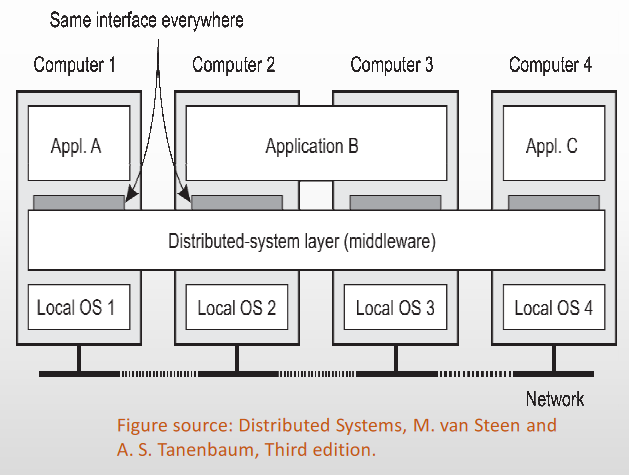 Same interface everywhere
Computer 1
Computer 2
Computer 3
Computer 4
Appl. A
Application B
Appl. C
Distributed-system layer (middleware)
Local OS 1
Local OS 2
Local OS 3
Local OS 4
Network
Figure source: Distributed Systems, M. van Steen and
A. S. Tanenbaum, Third edition.